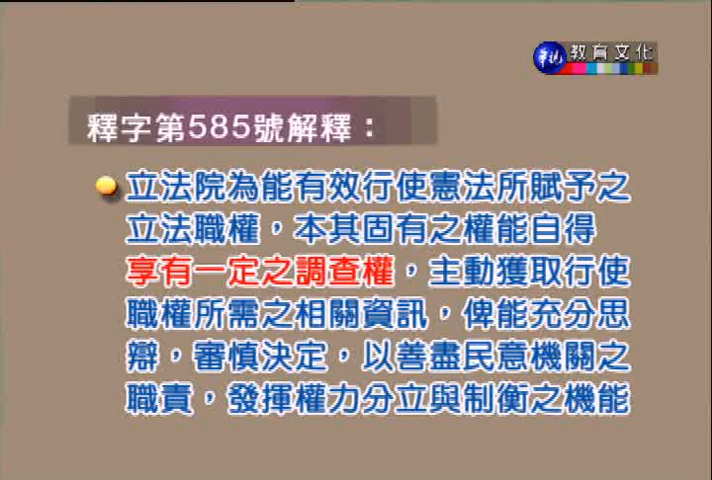 華視 教育文化
釋字第585號解釋：
立法院為能有效行使憲法所賦予之
立法職權，本其固有之權能自得
享有一定之調查權，主動獲取行使
職權所需之相關資訊，俾能充分思
辯，審慎決定，以善盡民意機關之
職責，發揮權力分立與制衡之機能